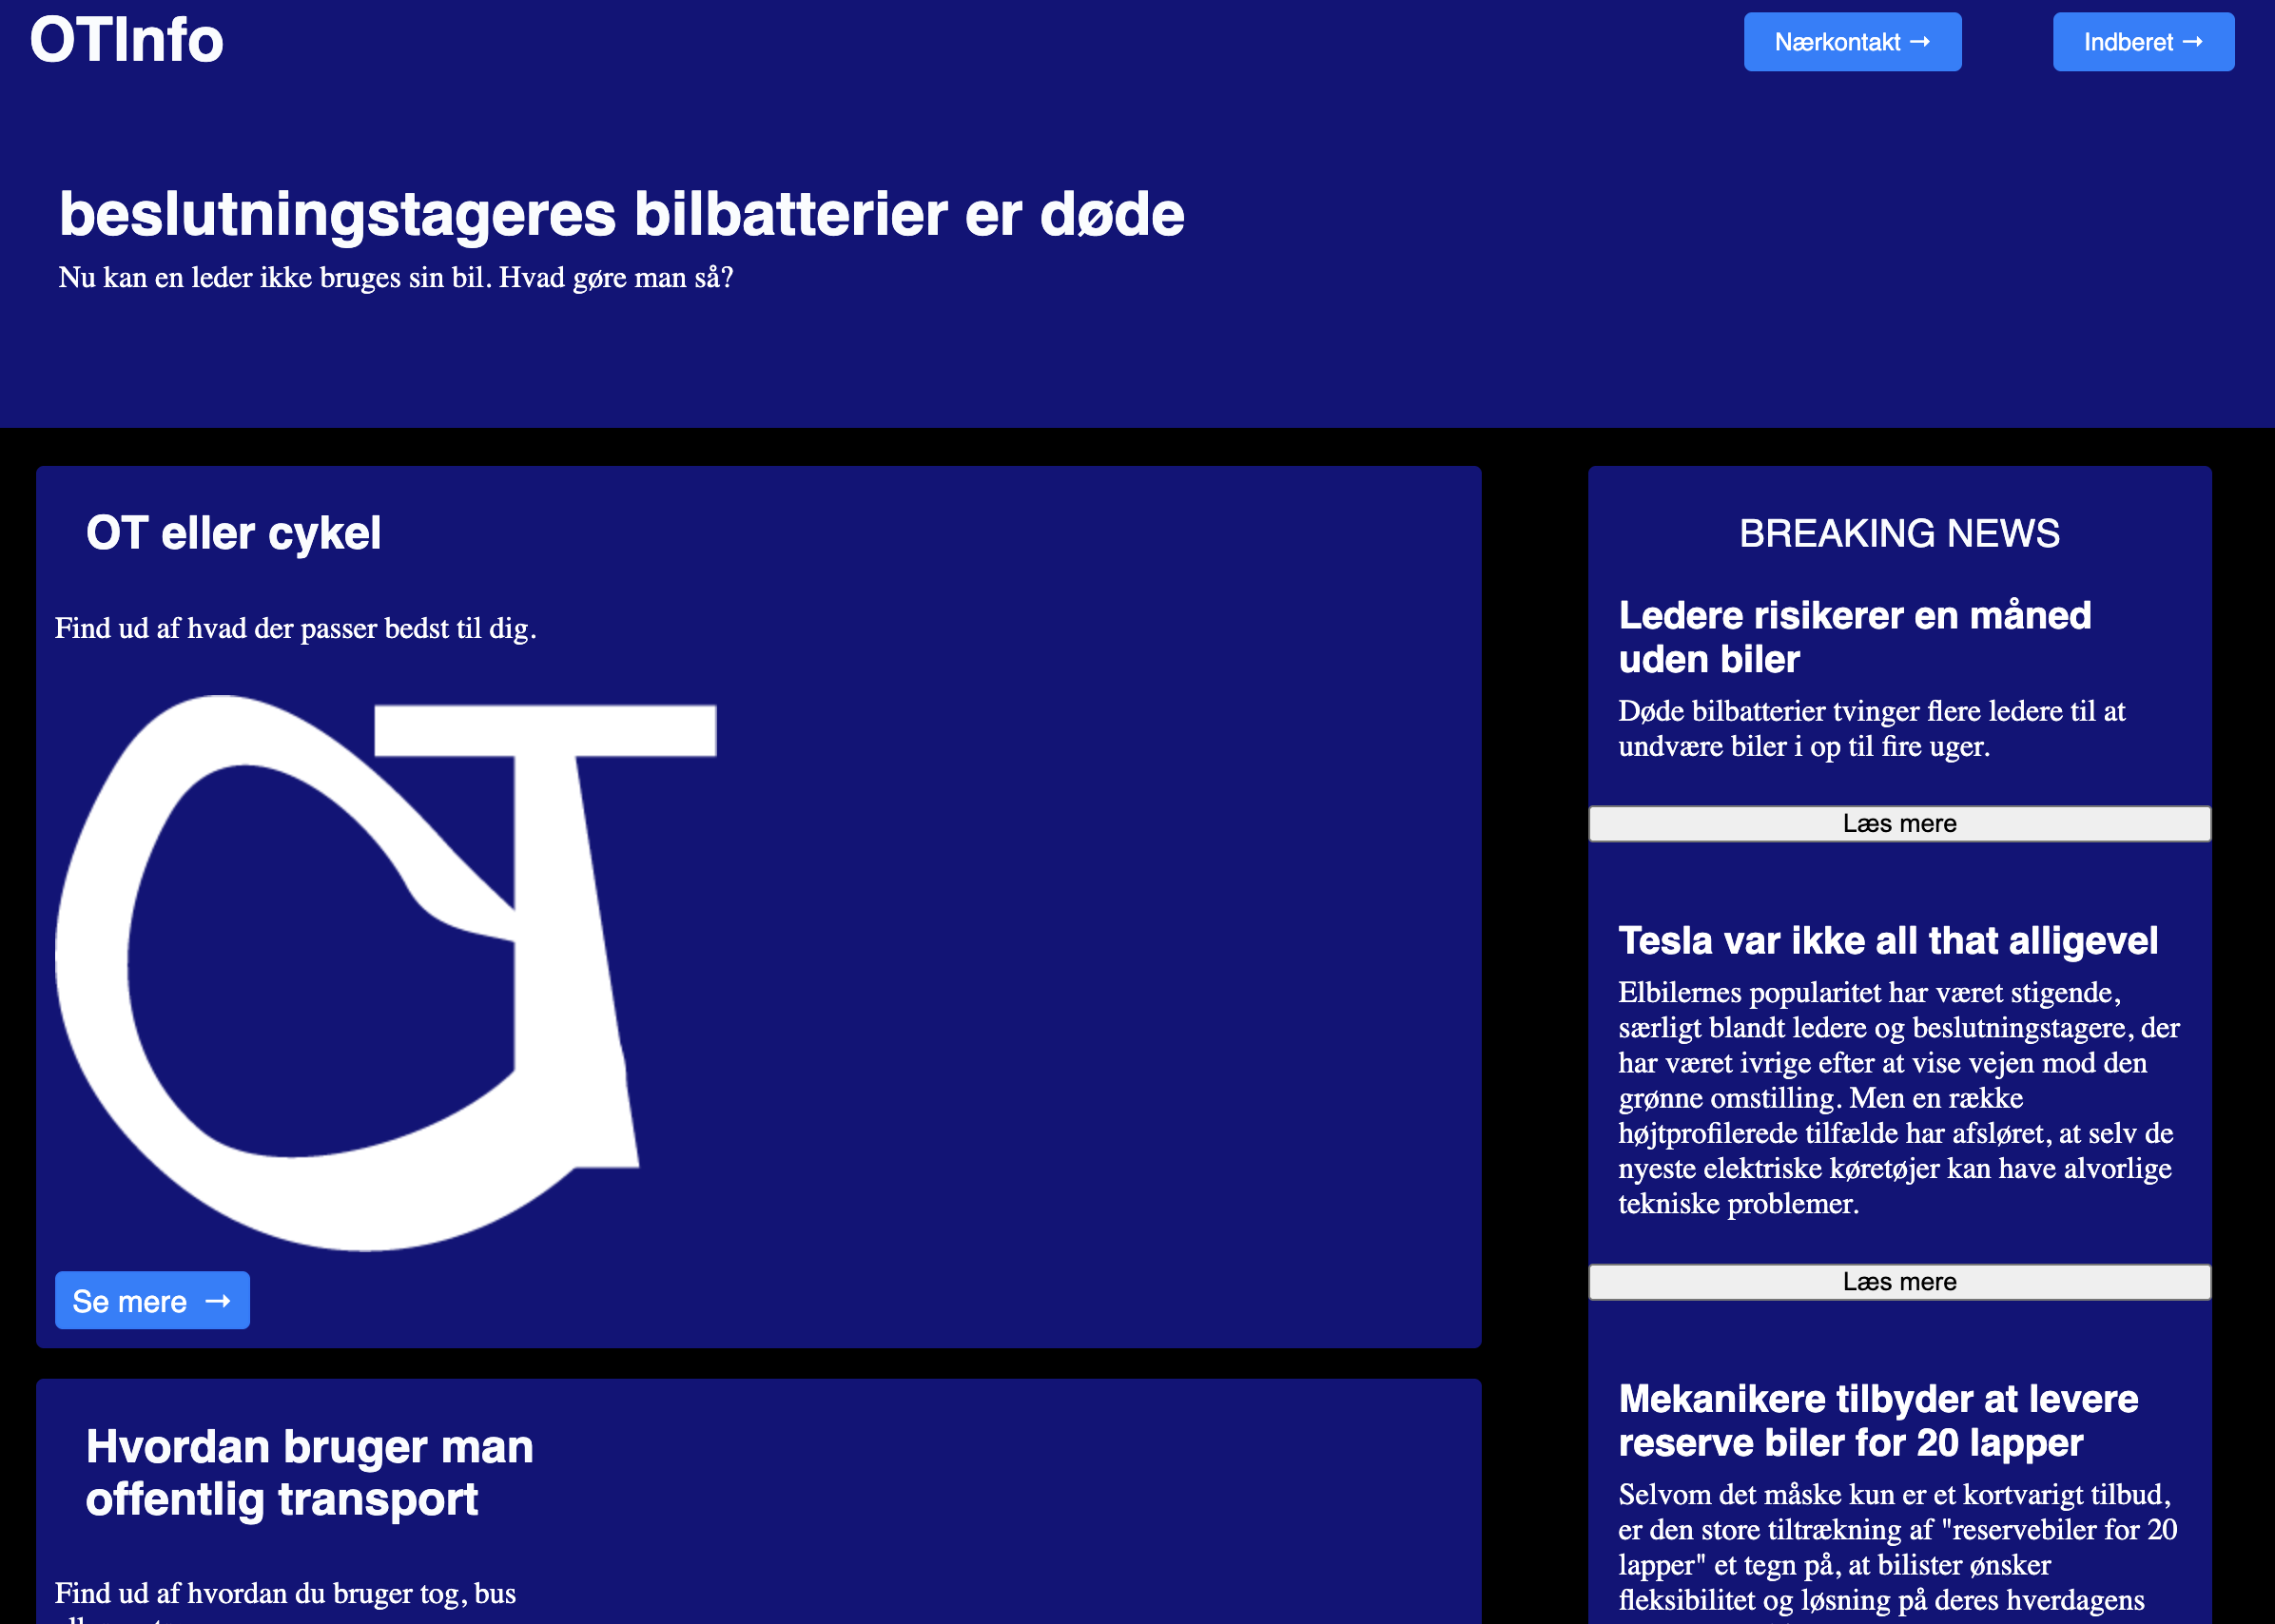 OTInfo
Nærkontakt →
Indberet →
beslutningstageres bilbatterier er døde
Nu kan en leder ikke bruges sin bil. Hvad gøre man så?
OT eller cykel
Find ud af hvad der passer bedst til dig.
OT
Se mere →
Hvordan bruger man
offentlig transport
Find ud af hvordan du bruger tog, bus
BREAKING NEWS
Ledere risikerer en måned
uden biler
Døde bilbatterier tvinger flere ledere til at
undvære biler i op til fire uger.
Læs mere
Tesla var ikke all that alligevel
Elbilernes popularitet har været stigende,
særligt blandt ledere og beslutningstagere, der
har været ivrige efter at vise vejen mod den
grønne omstilling. Men en række
højtprofilerede tilfælde har afsløret, at selv de
nyeste elektriske køretøjer kan have alvorlige
tekniske problemer.
Læs mere
Mekanikere tilbyder at levere
reserve biler for 20 lapper
Selvom det måske kun er et kortvarigt tilbud,
er den store tiltrækning af "reservebiler for 20
lapper" et tegn på, at bilister ønsker
fleksibilitet og løsning på deres hverdagens